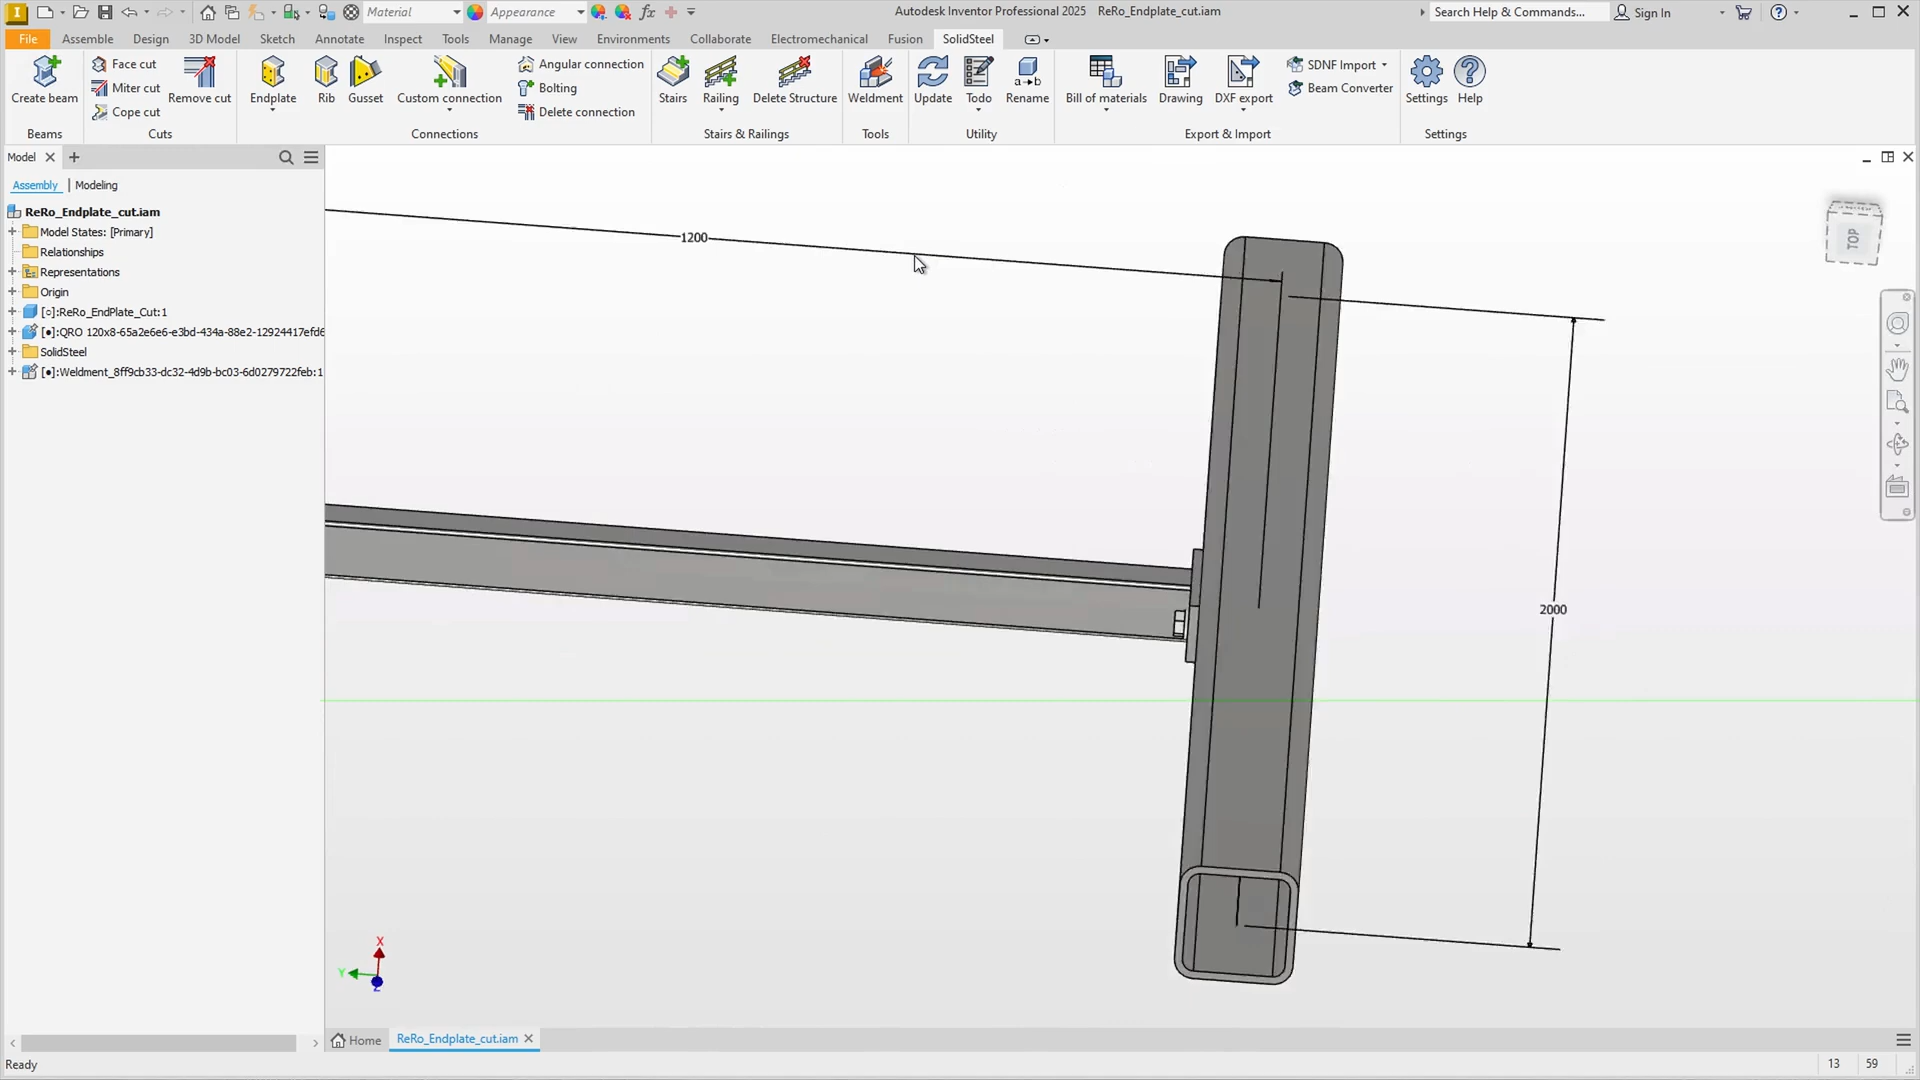 Material
Appearance
Autodesk Inventor Professional 2025 ReRo_Endplate_cut.iam
Search Help & Commands...
Sign In
File Assemble Design 3D Model Sketch Annotate Inspect Tools Manage View Environments Collaborate Electromechanical Fusion SolidSteel
Create beam
Face cut
Miter cut
Cope cut
Remove cut
Endplate
Rib
Gusset
Custom connection
Angular connection
Bolting
Delete connection
Stairs
Railing
Delete Structure
Weldment
Update
Todo
Rename
a→b
Bill of materials
Drawing
DXF export
SDNF Import
Beam Converter
Settings
Help
Beams Cuts Connections Stairs & Railings Tools Utility Export & Import Settings
Model
Assembly | Modeling
ReRo_Endplate_cut.iam
Model States: [Primary]
Relationships
Representations
Origin
[○]:ReRo_EndPlate_Cut:1
[●]:QRO 120x8-65a2e6e6-e3bd-434a-88e2-12924417efd6
SolidSteel
[●]:Weldment_8ff9cb33-dc32-4d9b-bc03-6d0279722feb:1
1200
2000
TOP
X
Y
Z
Home
ReRo_Endplate_cut.iam
Ready
13 59